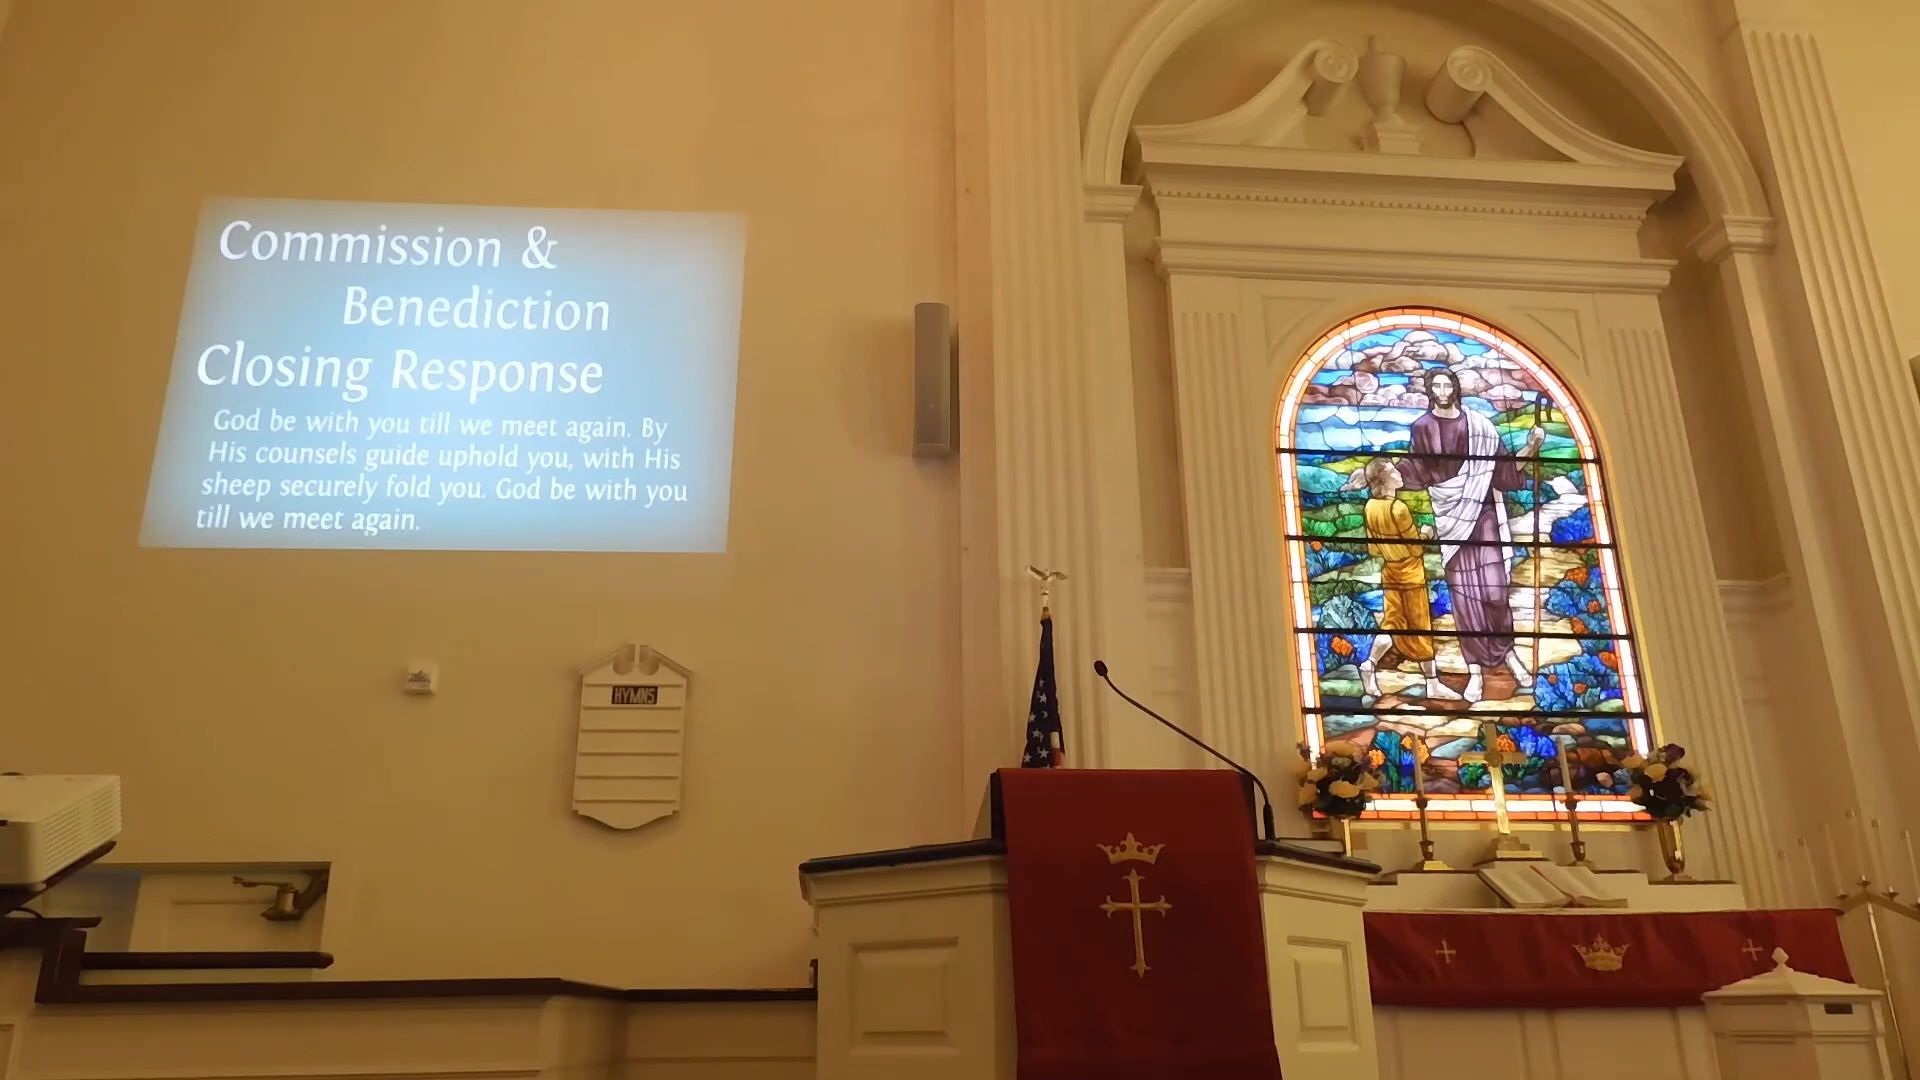 Commission &
Benediction
Closing Response
God be with you till we meet again. By
His counsels guide uphold you, with His
sheep securely fold you. God be with you
till we meet again.
HYMNS